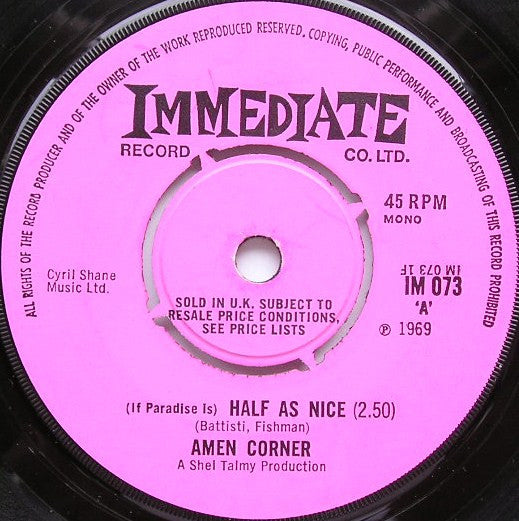 ALL RIGHTS OF THE RECORD PRODUCER AND OF THE OWNER OF THE WORK REPRODUCED RESERVED. COPYING, PUBLIC PERFORMANCE AND BROADCASTING OF THIS RECORD PROHIBITED
IMMEDIATE
RECORD CO. LTD.
45 RPM
MONO
Cyril Shane
Music Ltd.
IM 073 1F
IM 073
'A'
℗ 1969
SOLD IN U.K. SUBJECT TO
RESALE PRICE CONDITIONS,
SEE PRICE LISTS
(If Paradise is) HALF AS NICE (2.50)
(Battisti, Fishman)
AMEN CORNER
A Shel Talmy Production